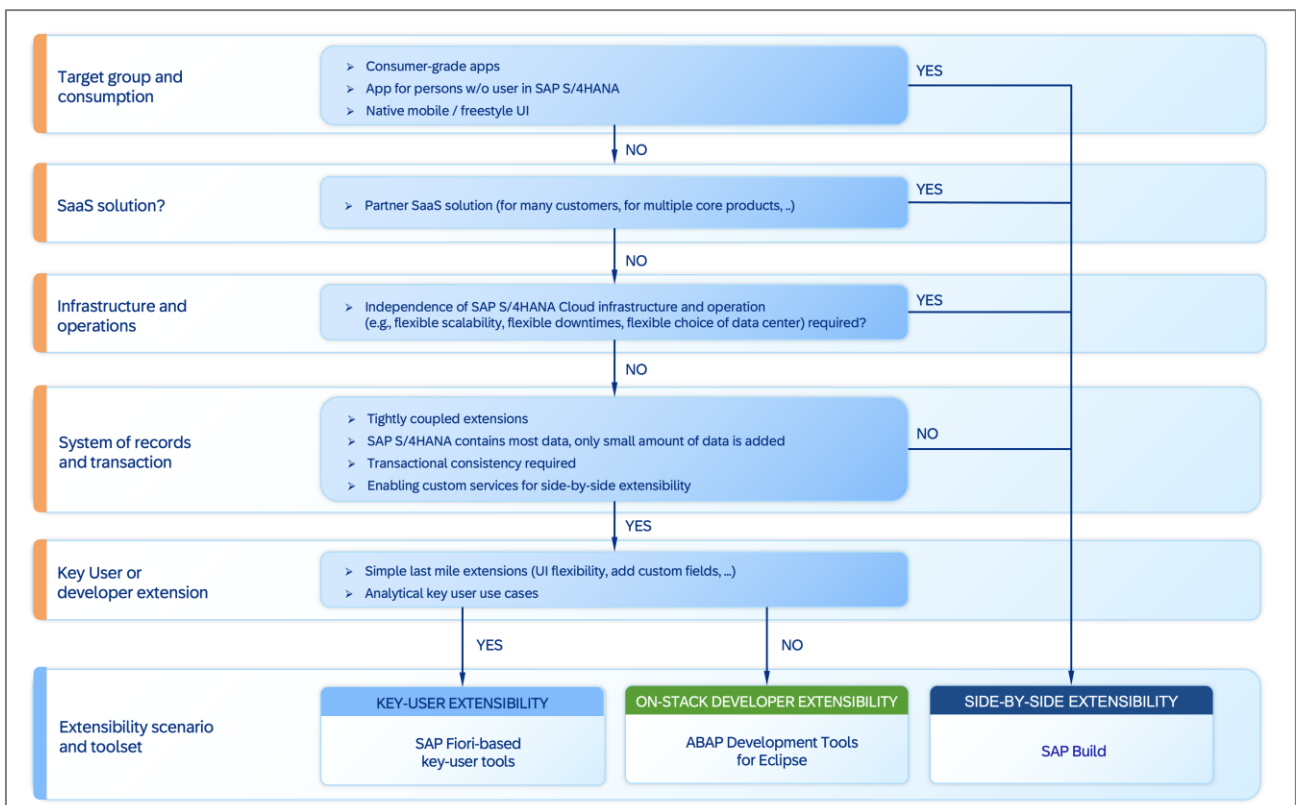 Target group and
consumption
➢ Consumer-grade apps
➢ App for persons w/o user in SAP S/4HANA
➢ Native mobile / freestyle UI
YES
NO
SaaS solution?
➢ Partner SaaS solution (for many customers, for multiple core products, ..)
YES
NO
Infrastructure and
operations
➢ Independence of SAP S/4HANA Cloud infrastructure and operation
(e.g., flexible scalability, flexible downtimes, flexible choice of data center) required?
YES
NO
System of records
and transaction
➢ Tightly coupled extensions
➢ SAP S/4HANA contains most data, only small amount of data is added
➢ Transactional consistency required
➢ Enabling custom services for side-by-side extensibility
NO
YES
Key User or
developer extension
➢ Simple last mile extensions (UI flexibility, add custom fields, ...)
➢ Analytical key user use cases
YES
NO
Extensibility scenario
and toolset
KEY-USER EXTENSIBILITY
SAP Fiori-based
key-user tools
ON-STACK DEVELOPER EXTENSIBILITY
ABAP Development Tools
for Eclipse
SIDE-BY-SIDE EXTENSIBILITY
SAP Build